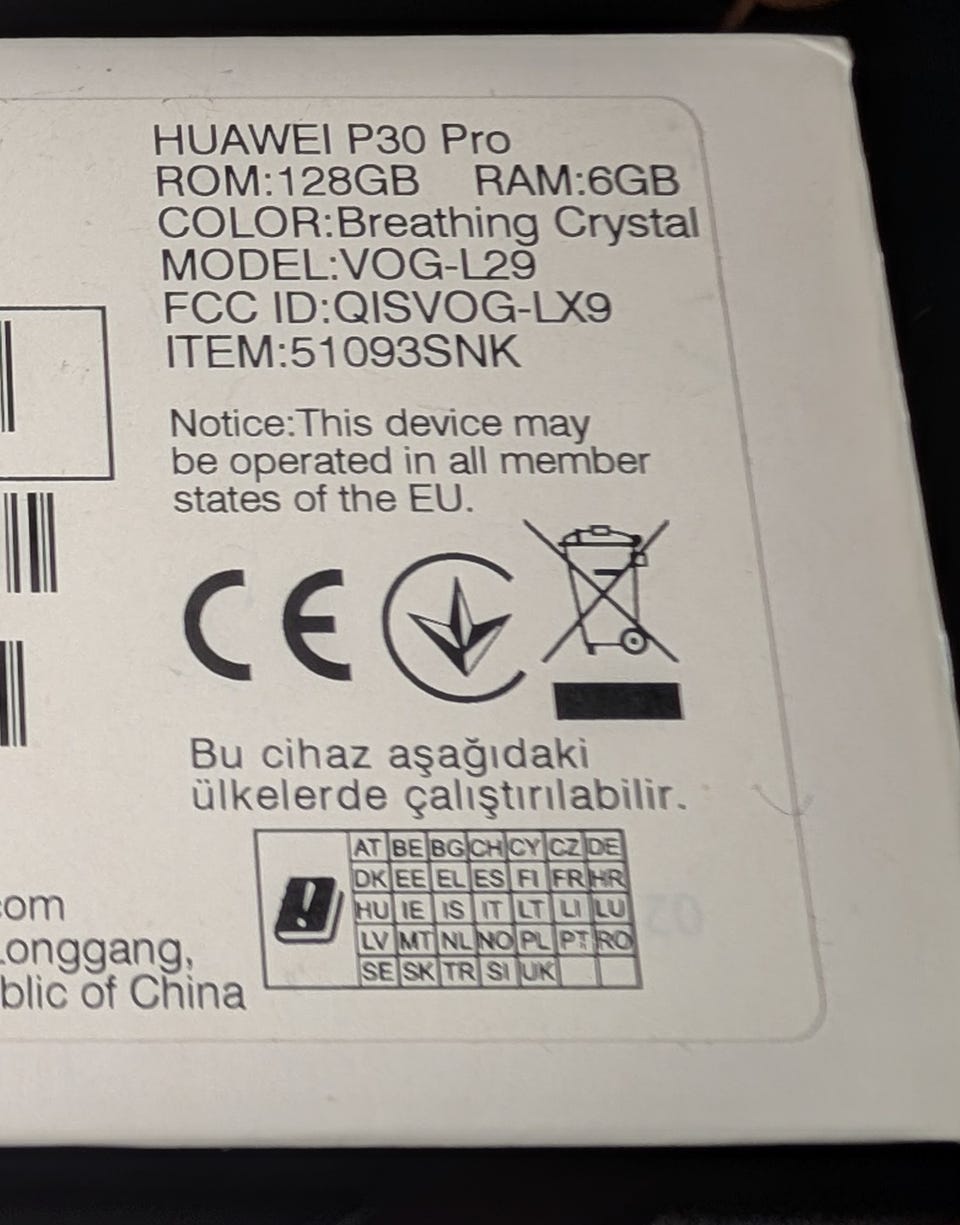 HUAWEI P30 Pro
ROM:128GB RAM:6GB
COLOR:Breathing Crystal
MODEL:VOG-L29
FCC ID:QISVOG-LX9
ITEM:51093SNK
Notice:This device may
be operated in all member
states of the EU.
CE
Bu cihaz aşağıdaki
ülkelerde çalıştırılabilir.
AT BE BG CH CY CZ DE
DK EE EL ES FI FR HR
HU IE IS IT LT LI LU
LV MT NL NO PL PT RO
SE SK TR SI UK
com
Longgang,
blic of China